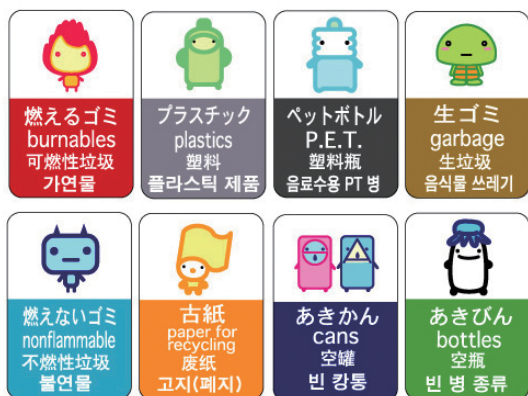 燃えるゴミ
burnables
可燃性垃圾
가연물
プラスチック
plastics
塑料
플라스틱 제품
ペットボトル
P.E.T.
塑料瓶
음료수용 PT 병
生ゴミ
garbage
生垃圾
음식물 쓰레기
燃えないゴミ
nonflammable
不燃性垃圾
불연물
古紙
paper for
recycling
废纸
고지(폐지)
あきかん
cans
空罐
빈 캉통
あきびん
bottles
空瓶
빈 병 종류